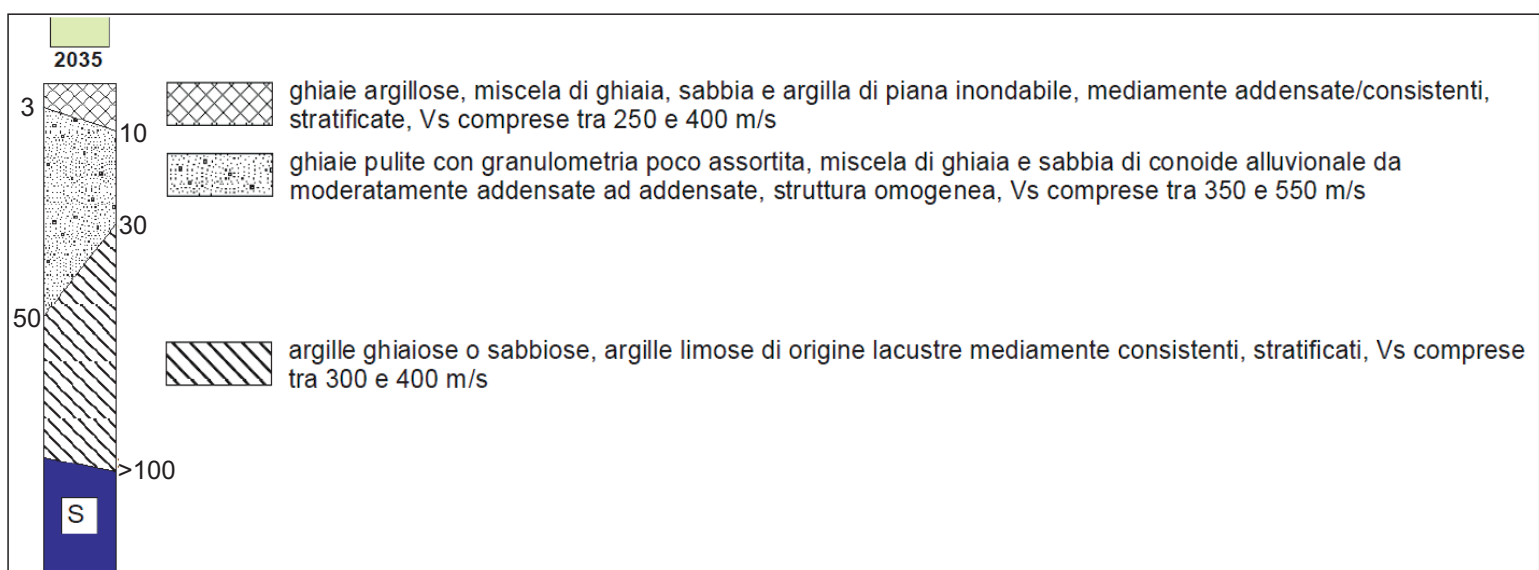 2035
3
10
ghiaie argillose, miscela di ghiaia, sabbia e argilla di piana inondabile, mediamente addensate/consistenti,
stratificate, Vs comprese tra 250 e 400 m/s
ghiaie pulite con granulometria poco assortita, miscela di ghiaia e sabbia di conoide alluvionale da
moderatamente addensate ad addensate, struttura omogenea, Vs comprese tra 350 e 550 m/s
30
50
argille ghiaiose o sabbiose, argille limose di origine lacustre mediamente consistenti, stratificati, Vs comprese
tra 300 e 400 m/s
>100
S